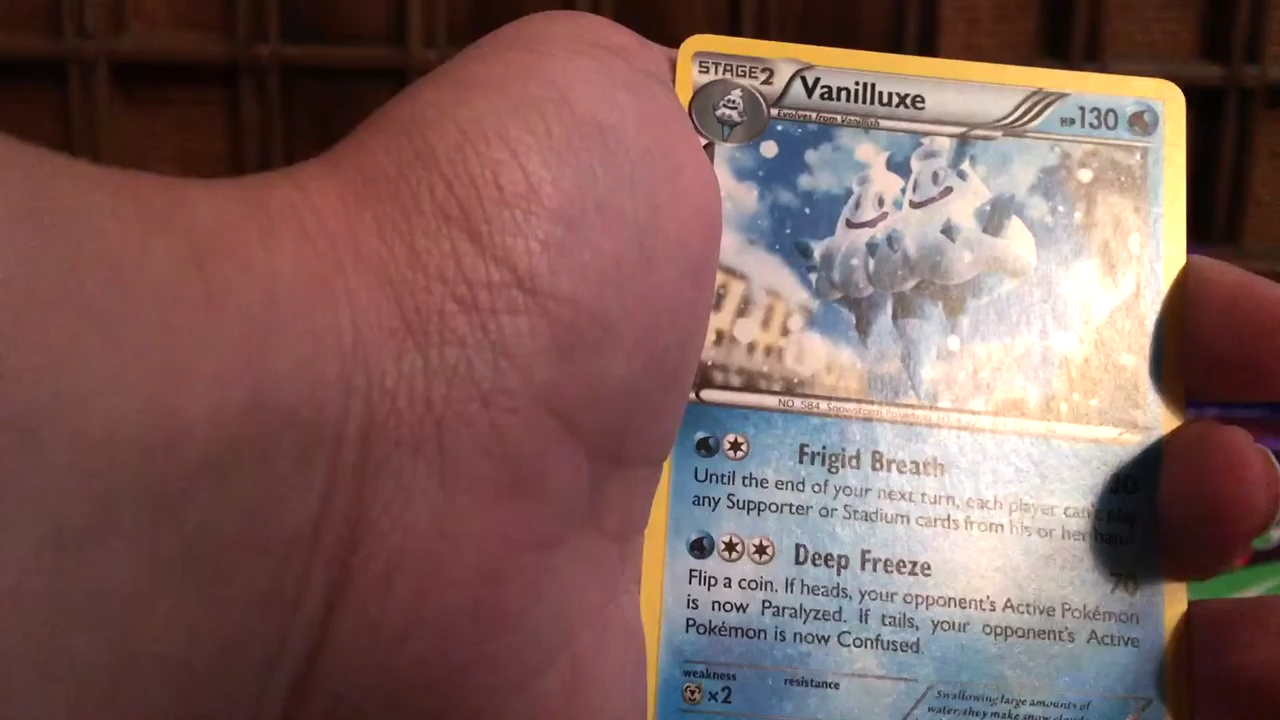 STAGE2
Vanilluxe
HP130
Evolves from Vanillish
NO. 584 Snowstorm Pokémon
Frigid Breath
30
Until the end of your next turn, each player can't play
any Supporter or Stadium cards from his or her hand.
Deep Freeze
70
Flip a coin. If heads, your opponent's Active Pokémon
is now Paralyzed. If tails, your opponent's Active
Pokémon is now Confused.
weakness
resistance
×2
Swallowing large amounts of
water, they make snow clouds